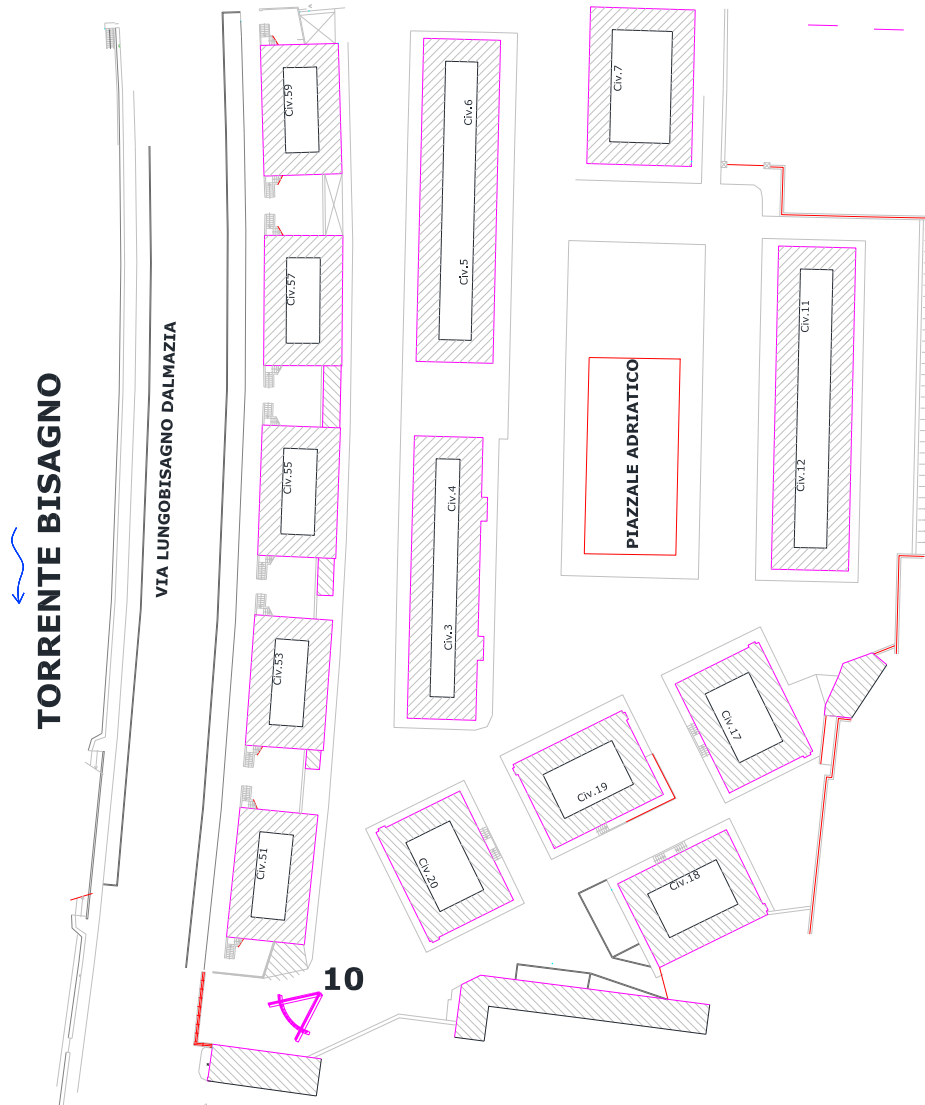 Civ.59
Civ.6
Civ.7
Civ.57
Civ.5
Civ.11
TORRENTE BISAGNO
VIA LUNGOBISAGNO DALMAZIA
PIAZZALE ADRIATICO
Civ.55
Civ.4
Civ.12
Civ.53
Civ.3
Civ.17
Civ.19
Civ.51
Civ.20
Civ.18
10